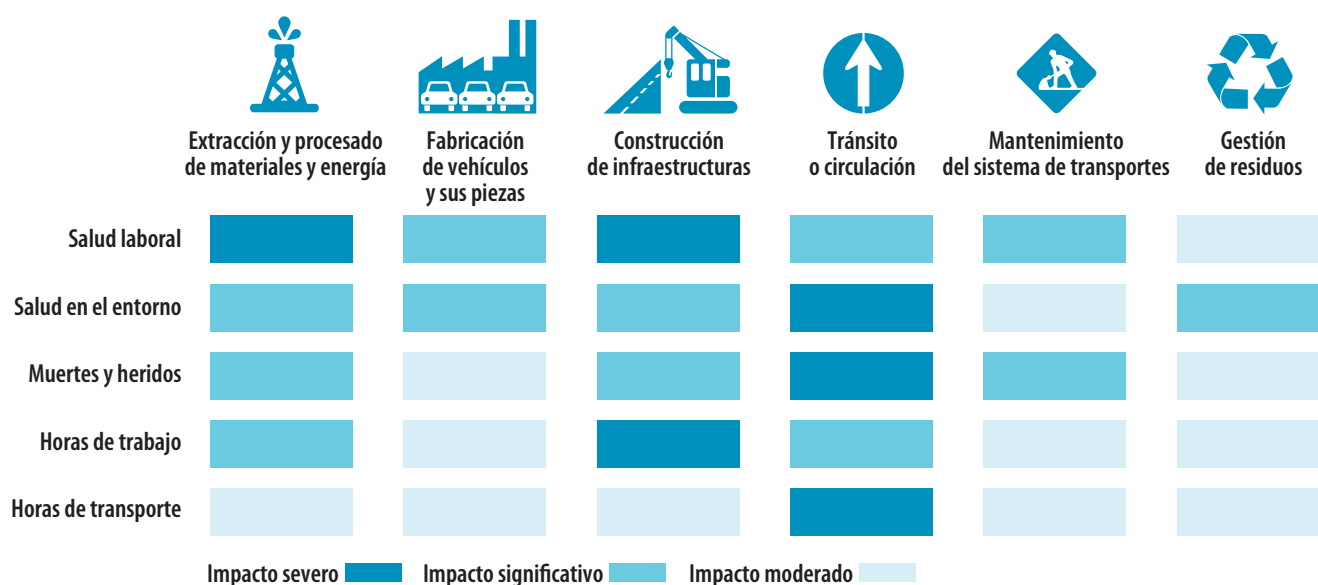 Extracción y procesado
de materiales y energía
Fabricación
de vehículos
y sus piezas
Construcción
de infraestructuras
Tránsito
o circulación
Mantenimiento
del sistema de transportes
Gestión
de residuos
Salud laboral
Salud en el entorno
Muertes y heridos
Horas de trabajo
Horas de transporte
Impacto severo
Impacto significativo
Impacto moderado